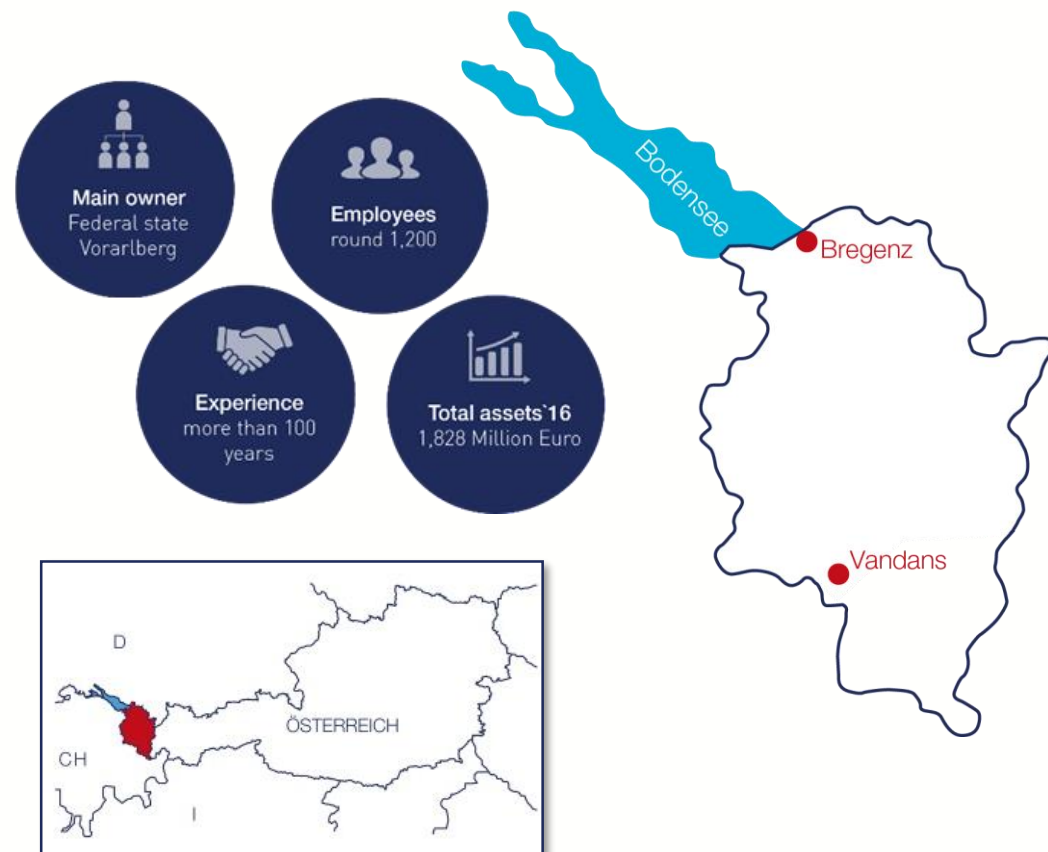 Main owner
Federal state
Vorarlberg
Employees
round 1,200
Experience
more than 100
years
Total assets`16
1,828 Million Euro
Bodensee
Bregenz
Vandans
D
ÖSTERREICH
CH
I